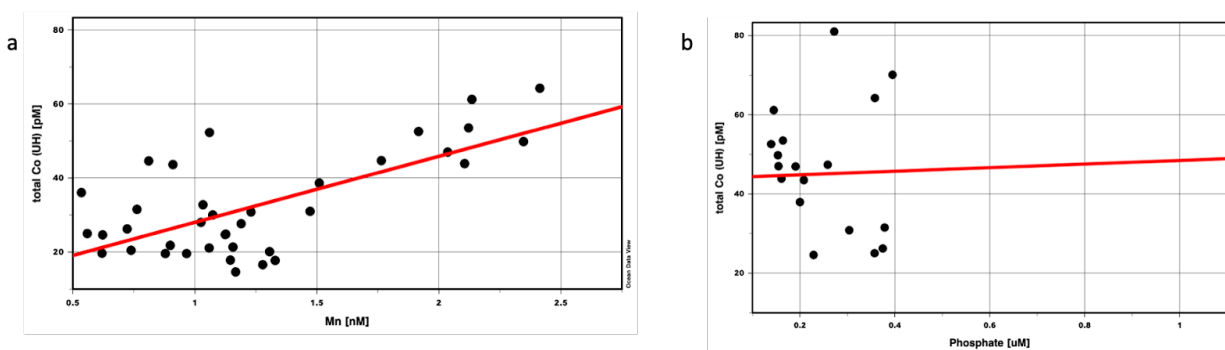 a
total Co (UH) [pM]
80
60
40
20
0.5
1
1.5
2
2.5
Mn [nM]
Ocean Data View
b
total Co (UH) [pM]
80
60
40
20
0.2
0.4
0.6
0.8
1
Phosphate [uM]